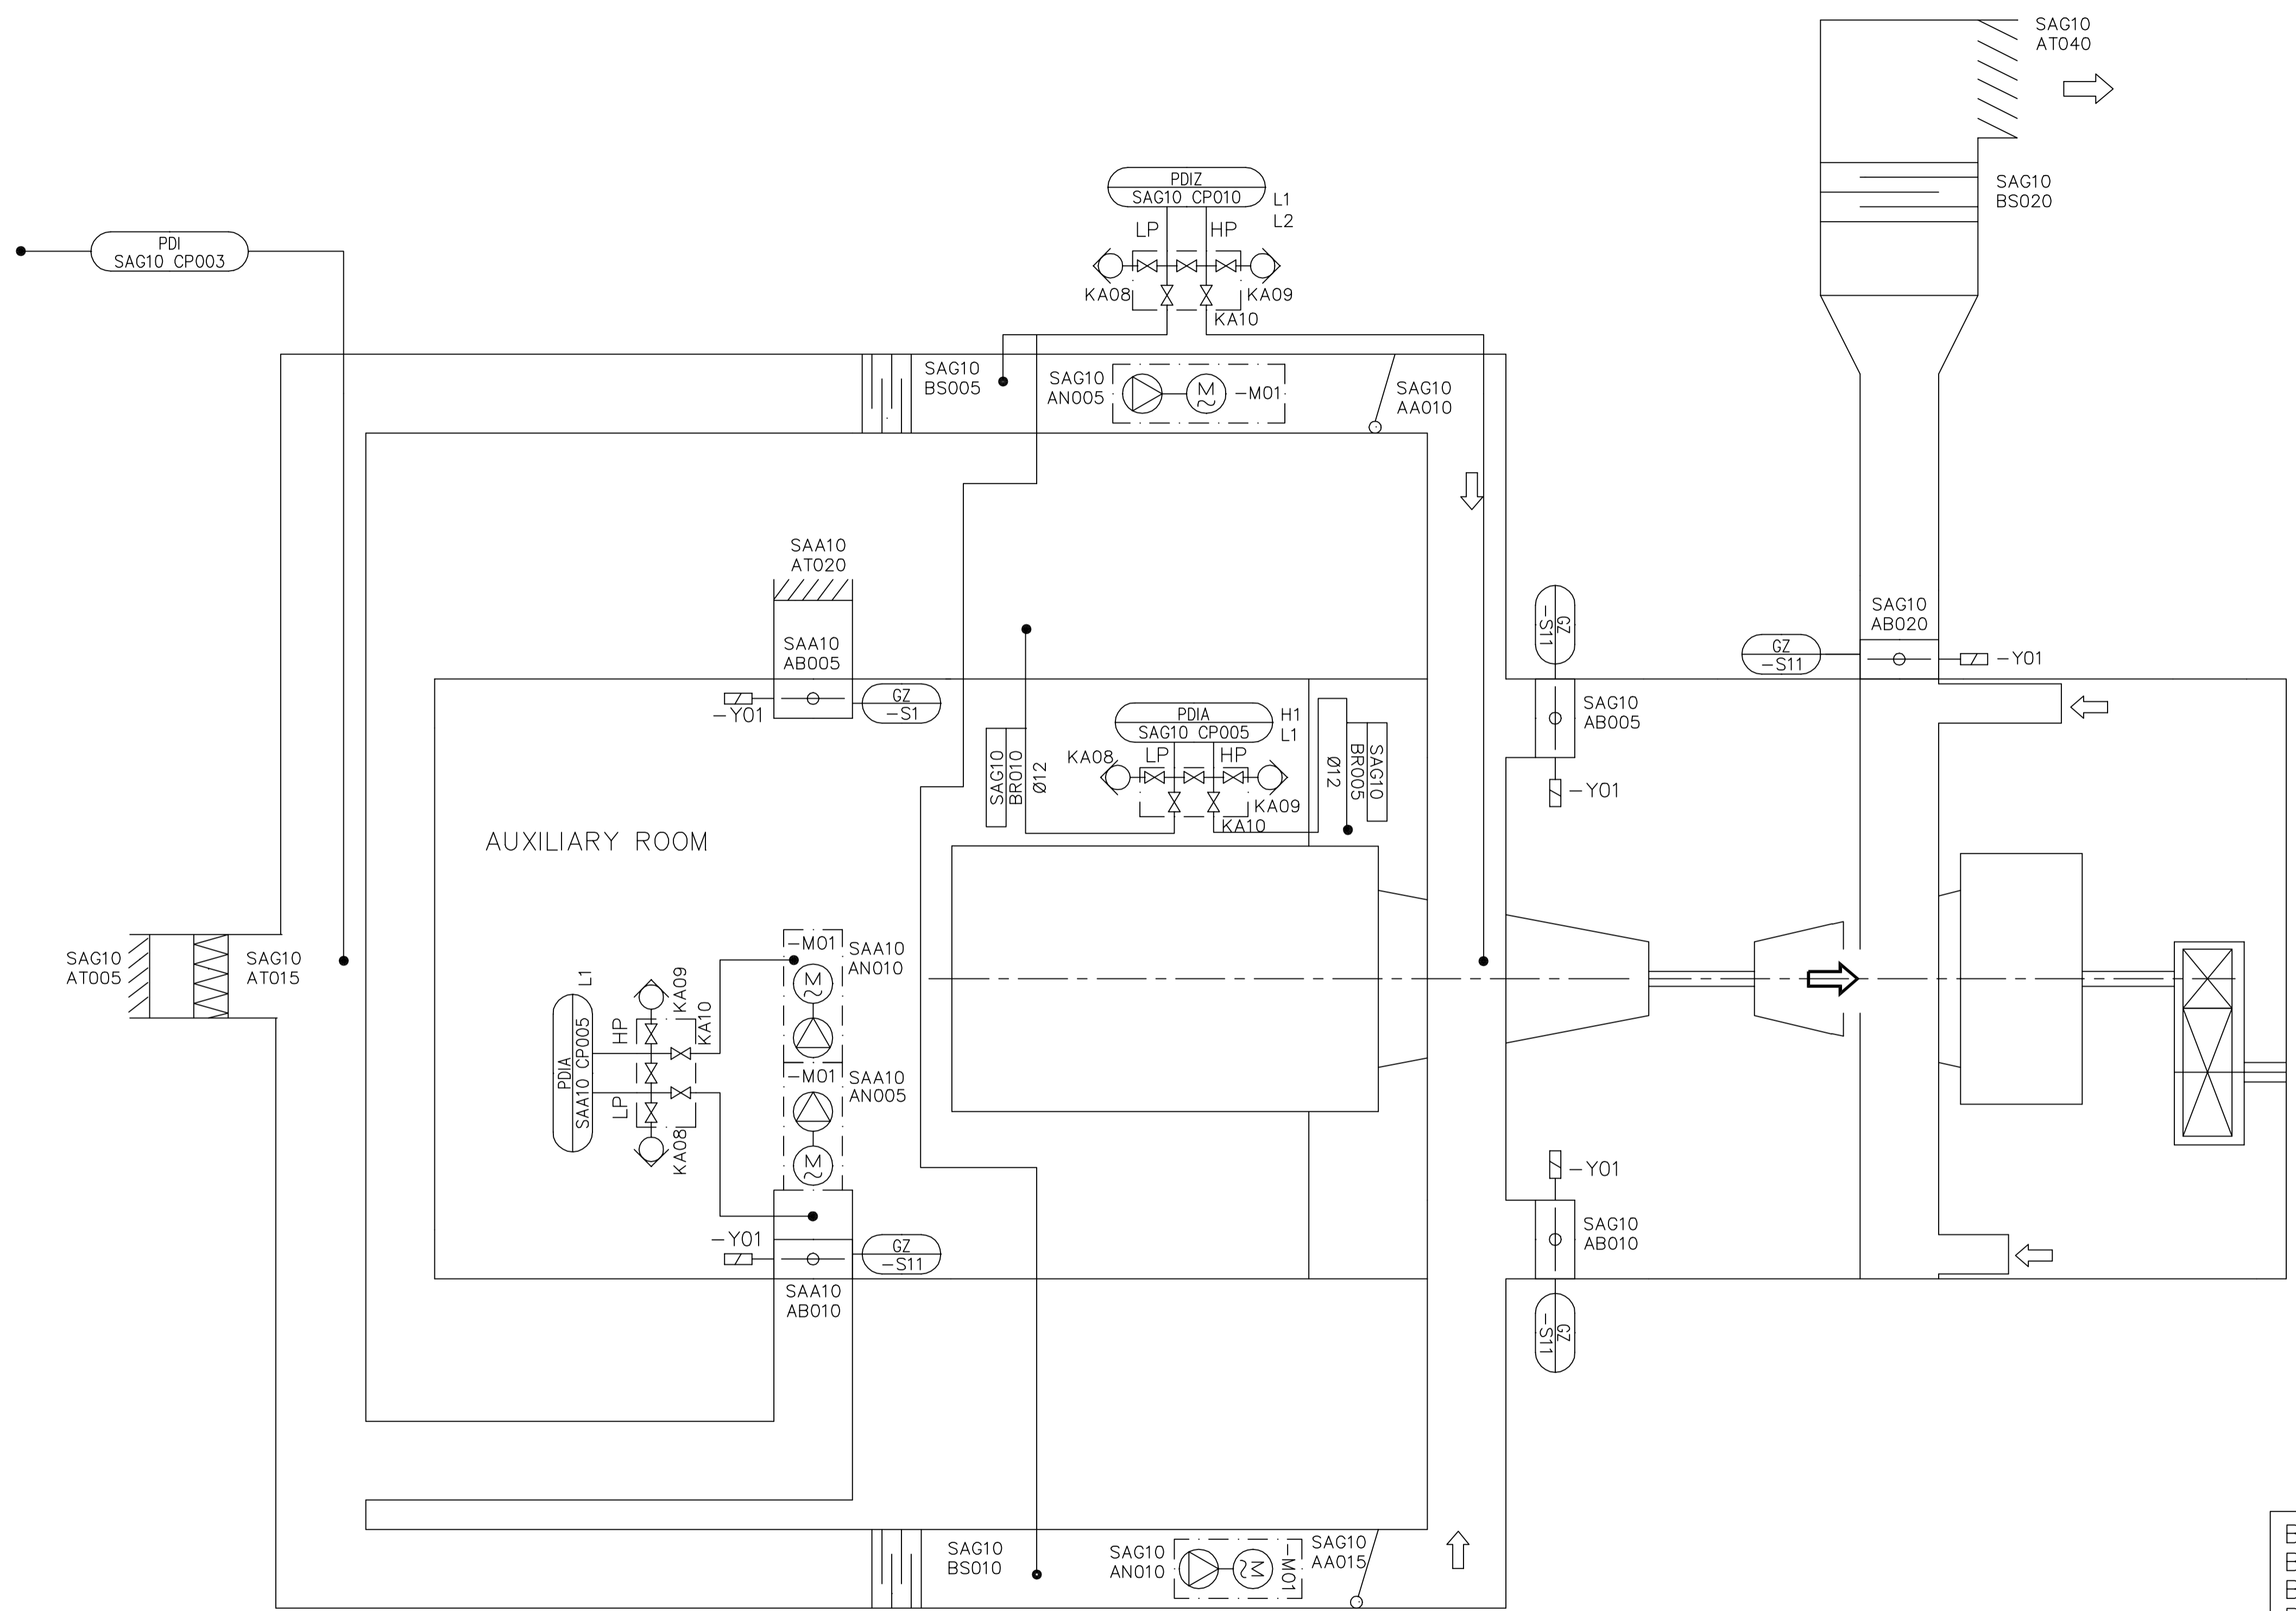 SAG10
AT040
SAG10
BS020
PDIZ
SAG10 CP010
L1
L2
LP
HP
KA08
KA09
KA10
PDI
SAG10 CP003
SAG10
BS005
SAG10
AN005
M
-M01
SAG10
AA010
SAA10
AT020
SAA10
AB005
-Y01
GZ
-S1
GZ
-S11
SAG10
AB020
GZ
-S11
-Y01
SAG10
AB005
-Y01
PDIA
SAG10 CP005
H1
L1
LP
HP
KA08
KA09
KA10
SAG10
BR010
Ø12
Ø12
BR005
SAG10
AUXILIARY ROOM
SAG10
AT005
SAG10
AT015
-M01
SAA10
AN010
M
L1
PDIA
SAA10 CP005
HP
LP
KA09
KA10
KA08
-M01
SAA10
AN005
M
-Y01
GZ
-S11
SAA10
AB010
-Y01
SAG10
AB010
GZ
-S11
SAG10
BS010
SAG10
AN010
M
-M01
SAG10
AA015